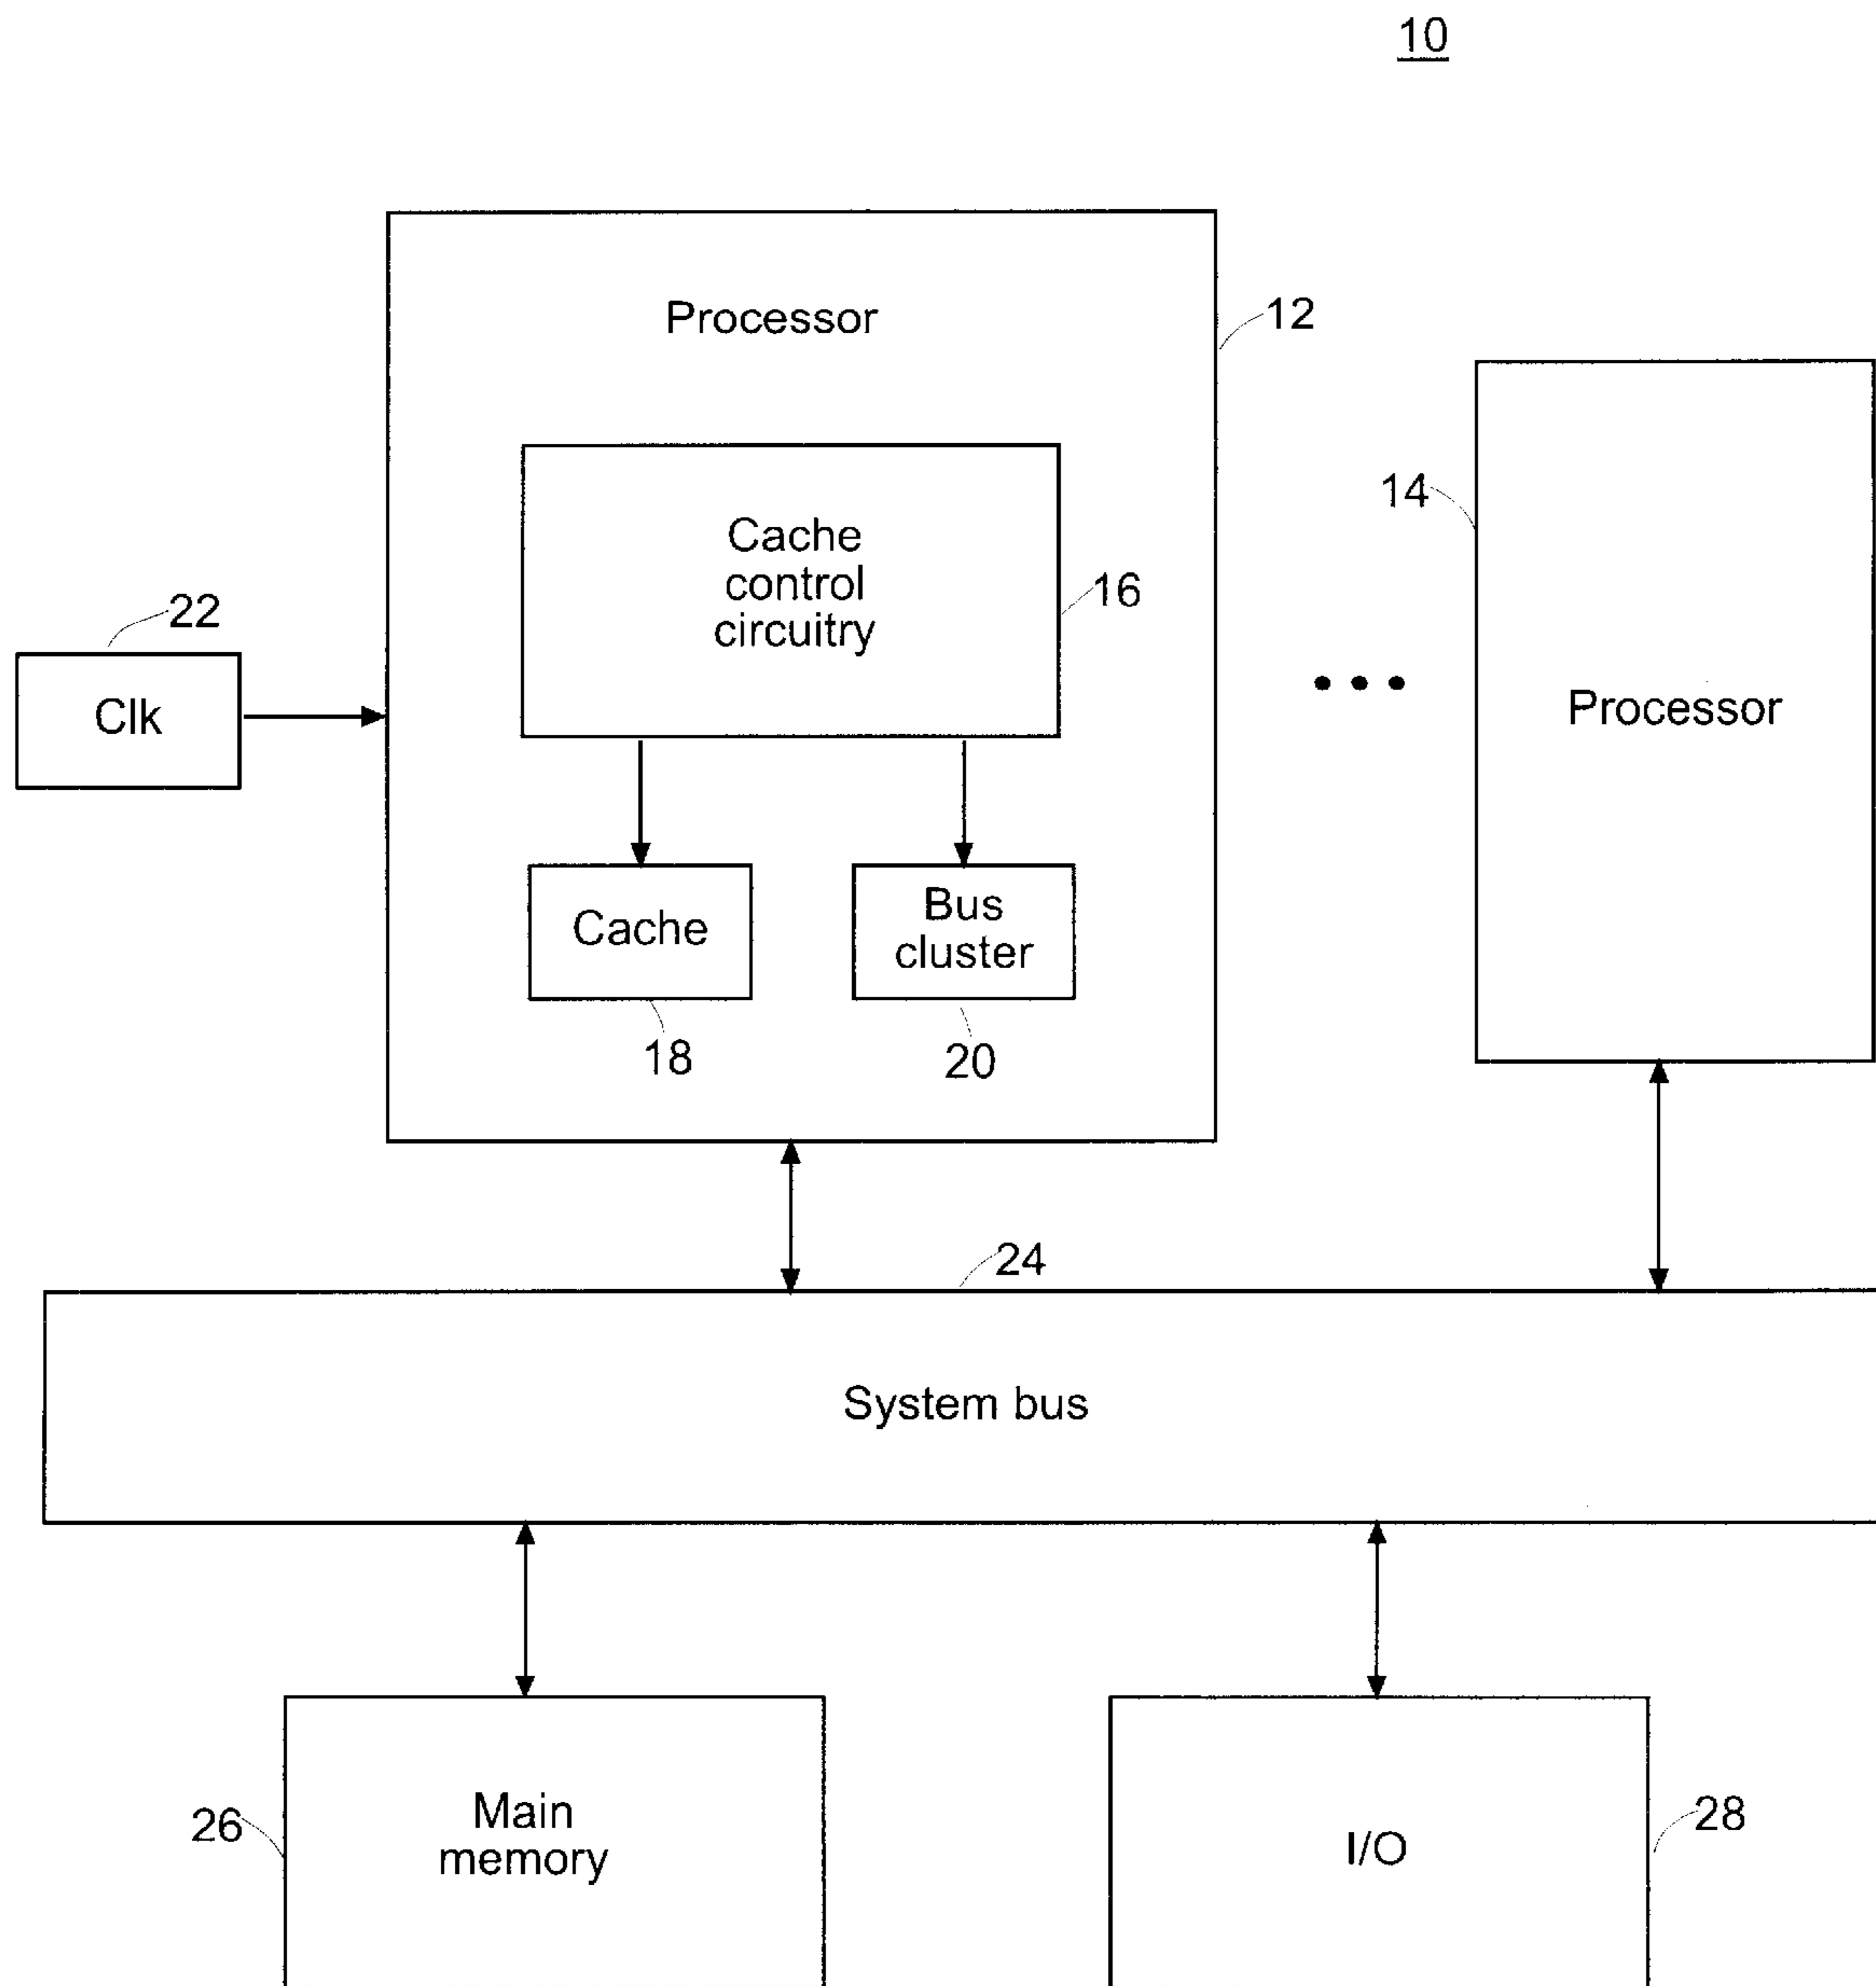 10
Processor
12
Cache
control
circuitry
16
14
Processor
22
Clk
Cache
Bus
cluster
18
20
24
System bus
26
Main
memory
I/O
28